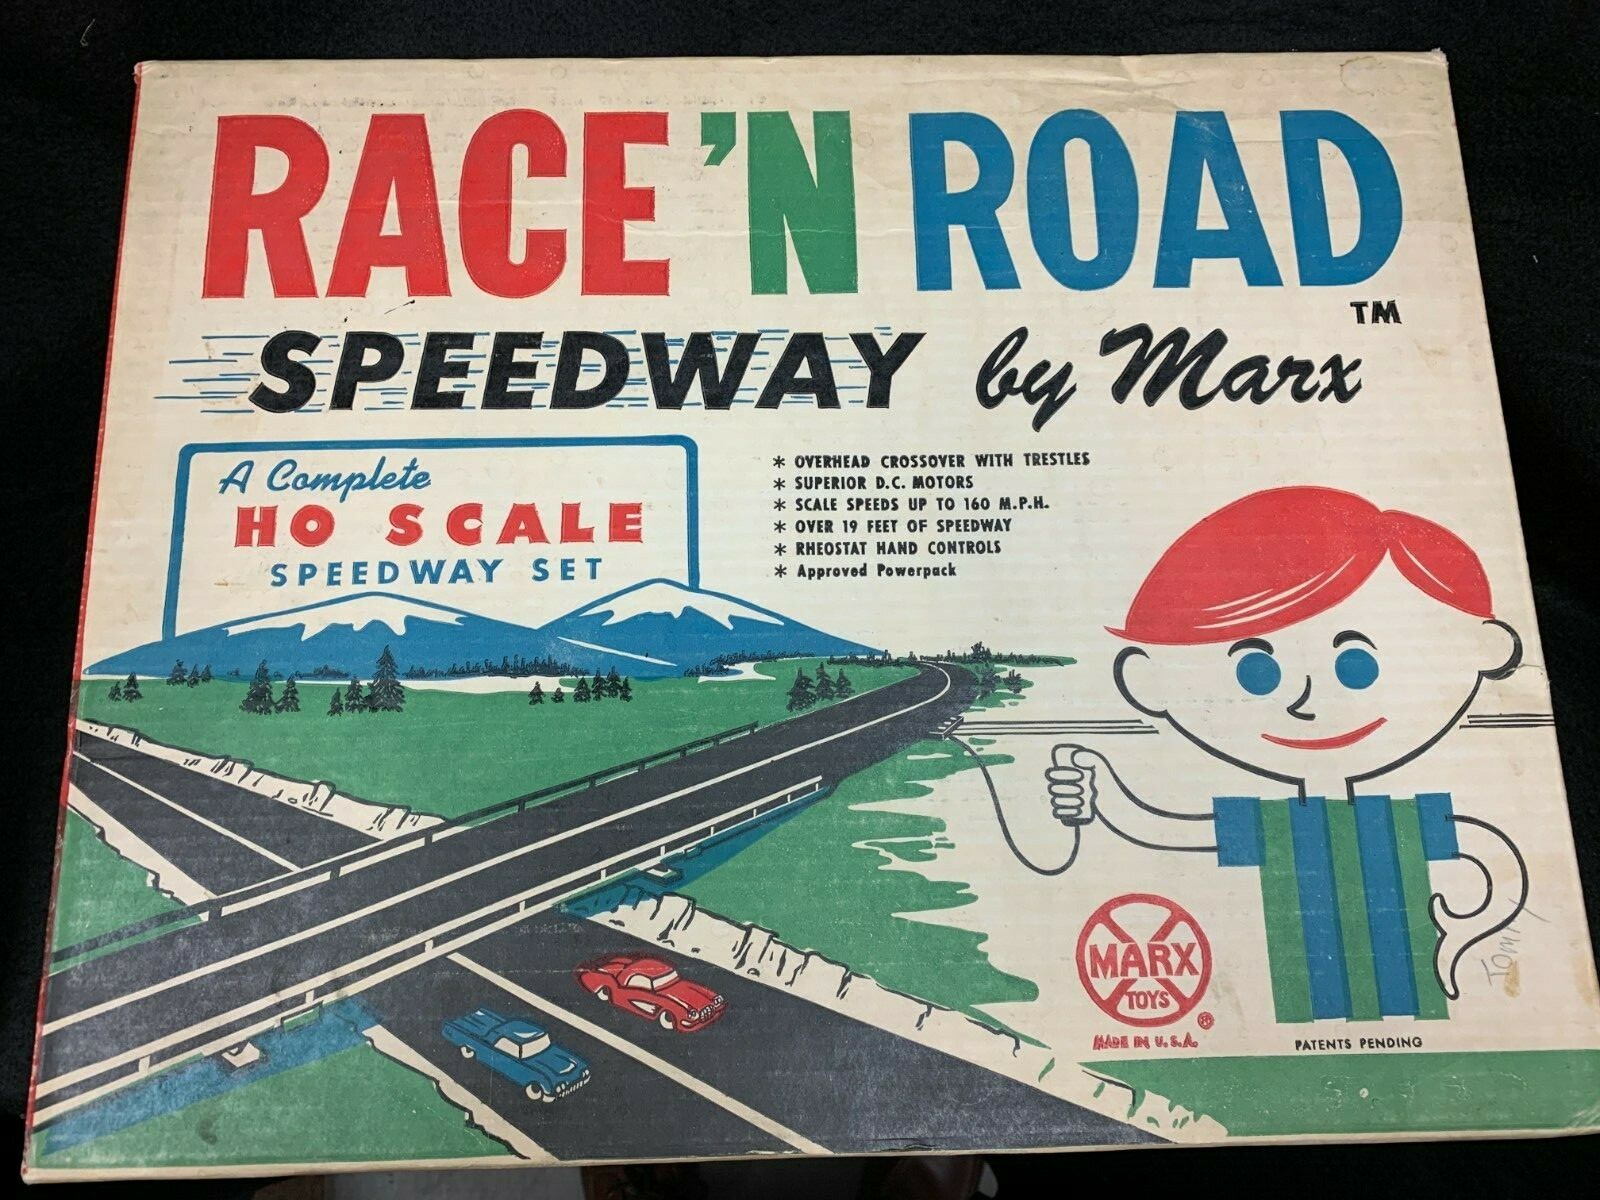 RACE 'N ROAD
TM
SPEEDWAY by Marx
A Complete
HO SCALE
SPEEDWAY SET
* OVERHEAD CROSSOVER WITH TRESTLES
* SUPERIOR D.C. MOTORS
* SCALE SPEEDS UP TO 160 M.P.H.
* OVER 19 FEET OF SPEEDWAY
* RHEOSTAT HAND CONTROLS
* Approved Powerpack
MARX
TOYS
®
MADE IN U.S.A.
PATENTS PENDING